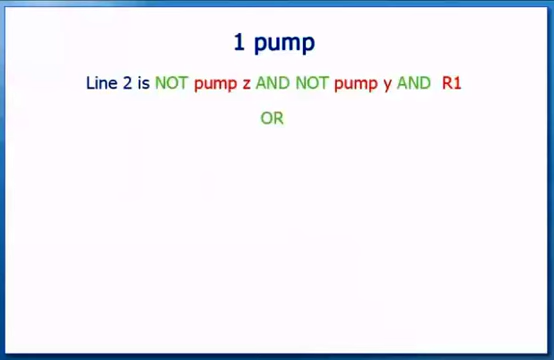 1 pump
Line 2 is NOT pump z AND NOT pump y AND R1
OR